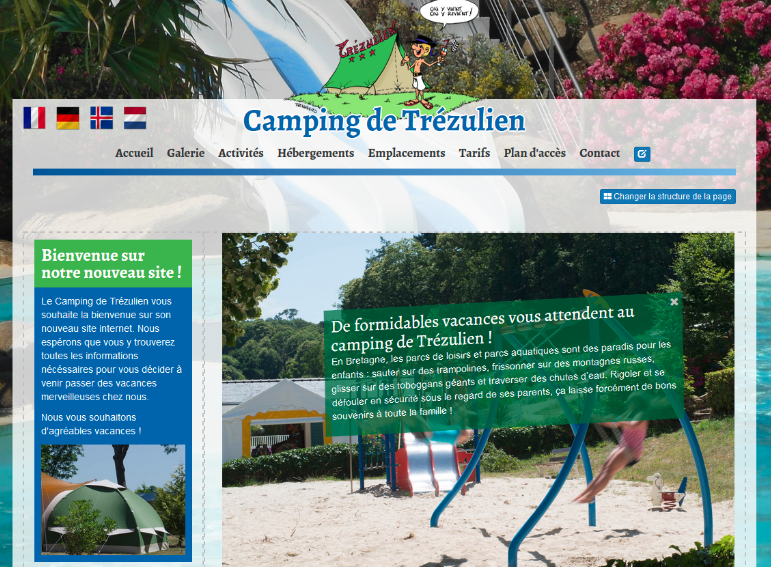 OU Y VIENT,
OU Y REVIENT !
Trézulien
Camping de Trézulien
Accueil Galerie Activités Hébergements Emplacements Tarifs Plan d'accès Contact
Changer la structure de la page
Bienvenue sur
notre nouveau site !
Le Camping de Trézulien vous
souhaite la bienvenue sur son
nouveau site internet. Nous
espérons que vous y trouverez
toutes les informations
nécéssaires pour vous décider à
venir passer des vacances
merveilleuses chez nous.
Nous vous souhaitons
d'agréables vacances !
De formidables vacances vous attendent au
camping de Trézulien !
En Bretagne, les parcs de loisirs et parcs aquatiques sont des paradis pour les
enfants : sauter sur des trampolines, frissonner sur des montagnes russes,
glisser sur des toboggans géants et traverser des chutes d'eau. Rigoler et se
défouler en sécurité sous le regard de ses parents, ça laisse forcément de bons
souvenirs à toute la famille !